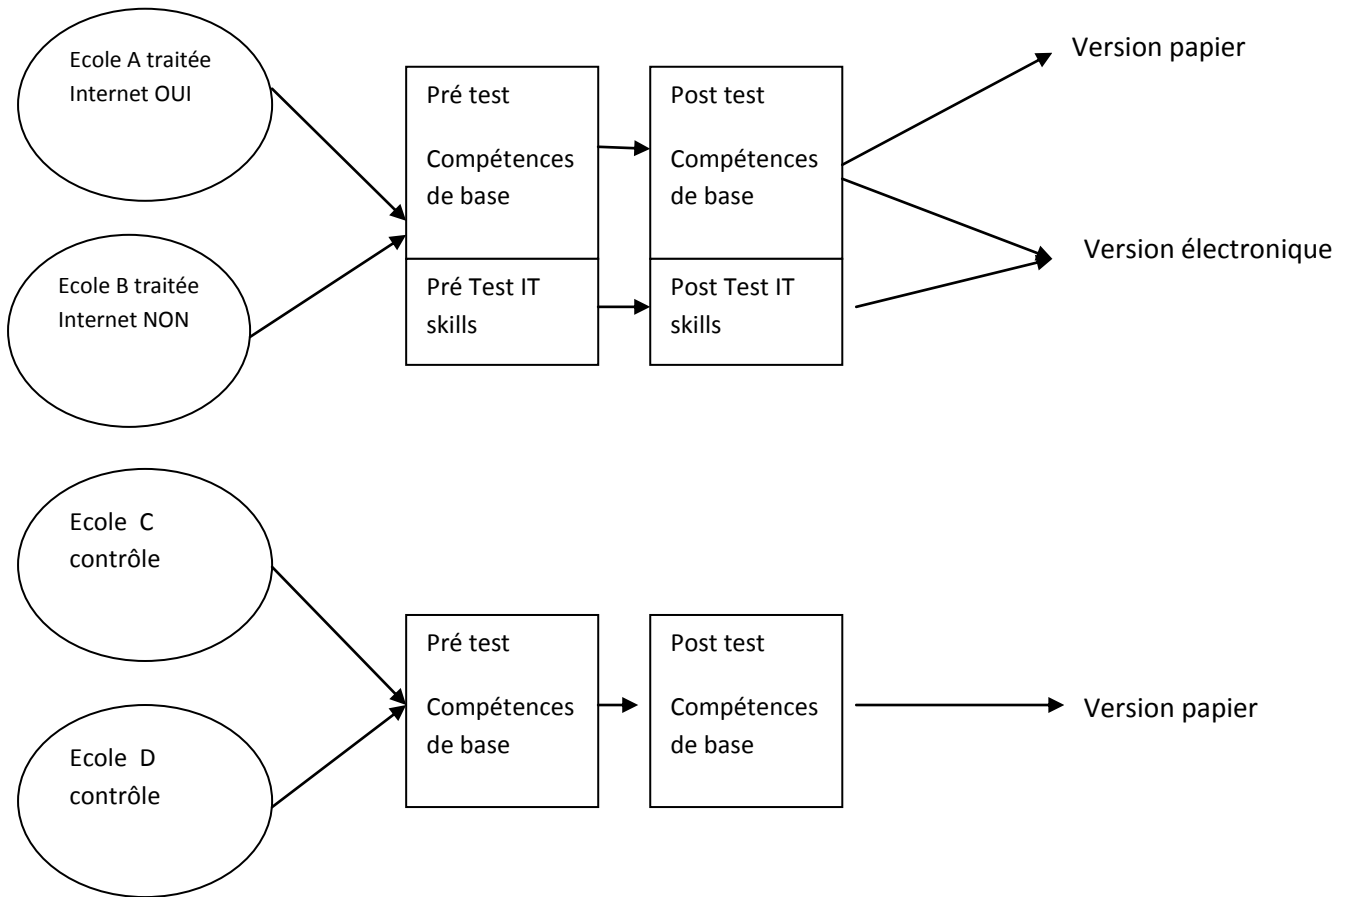 Ecole A traitée
Internet OUI
Pré test
Compétences
de base
Post test
Compétences
de base
Version papier
Version électronique
Ecole B traitée
Internet NON
Pré Test IT
skills
Post Test IT
skills
Ecole C
contrôle
Pré test
Compétences
de base
Post test
Compétences
de base
Version papier
Ecole D
contrôle